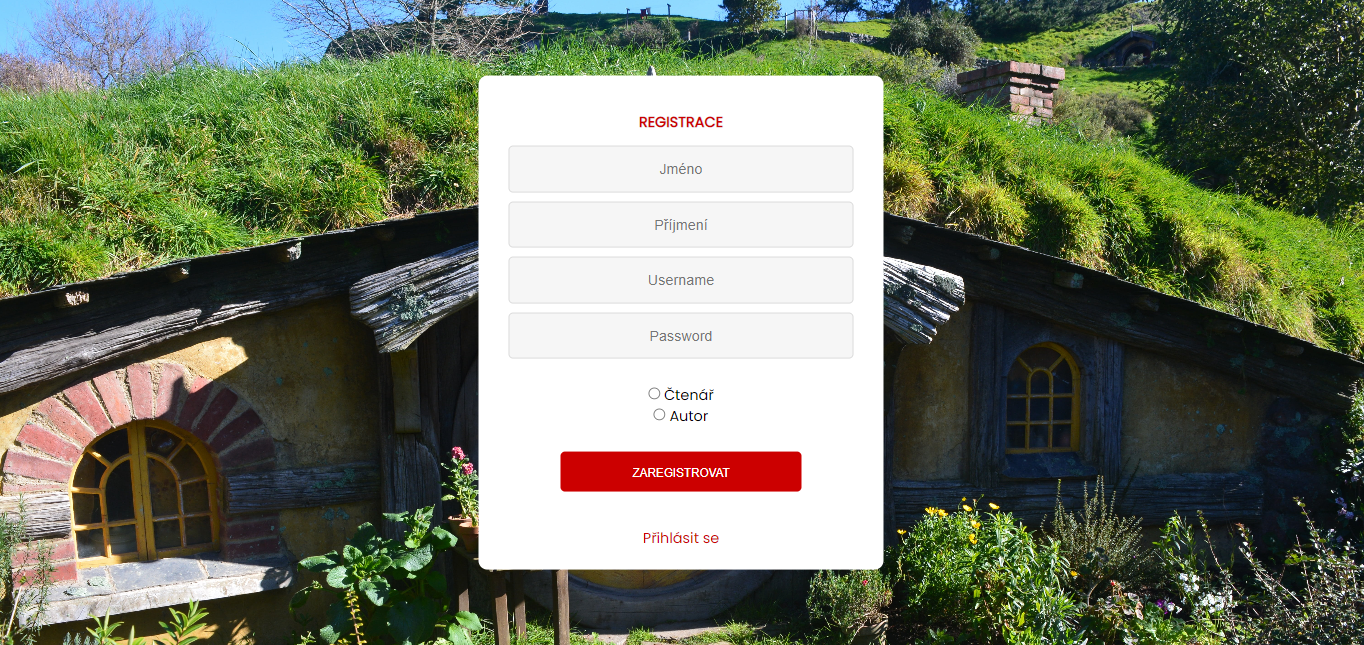 REGISTRACE
Jméno
Příjmení
Username
Password
Čtenář
Autor
ZAREGISTROVAT
Přihlásit se